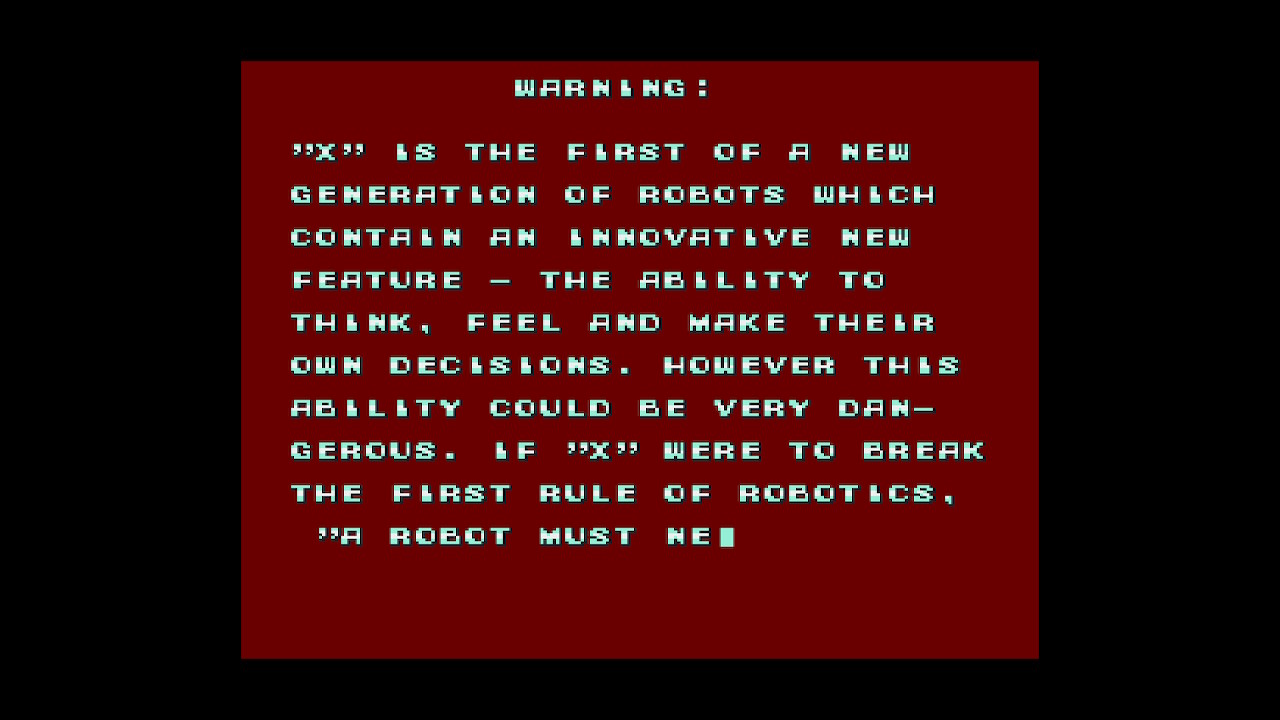 WARNING:
"X" IS THE FIRST OF A NEW
GENERATION OF ROBOTS WHICH
CONTAIN AN INNOVATIVE NEW
FEATURE – THE ABILITY TO
THINK, FEEL AND MAKE THEIR
OWN DECISIONS. HOWEVER THIS
ABILITY COULD BE VERY DAN–
GEROUS. IF "X" WERE TO BREAK
THE FIRST RULE OF ROBOTICS,
"A ROBOT MUST NE